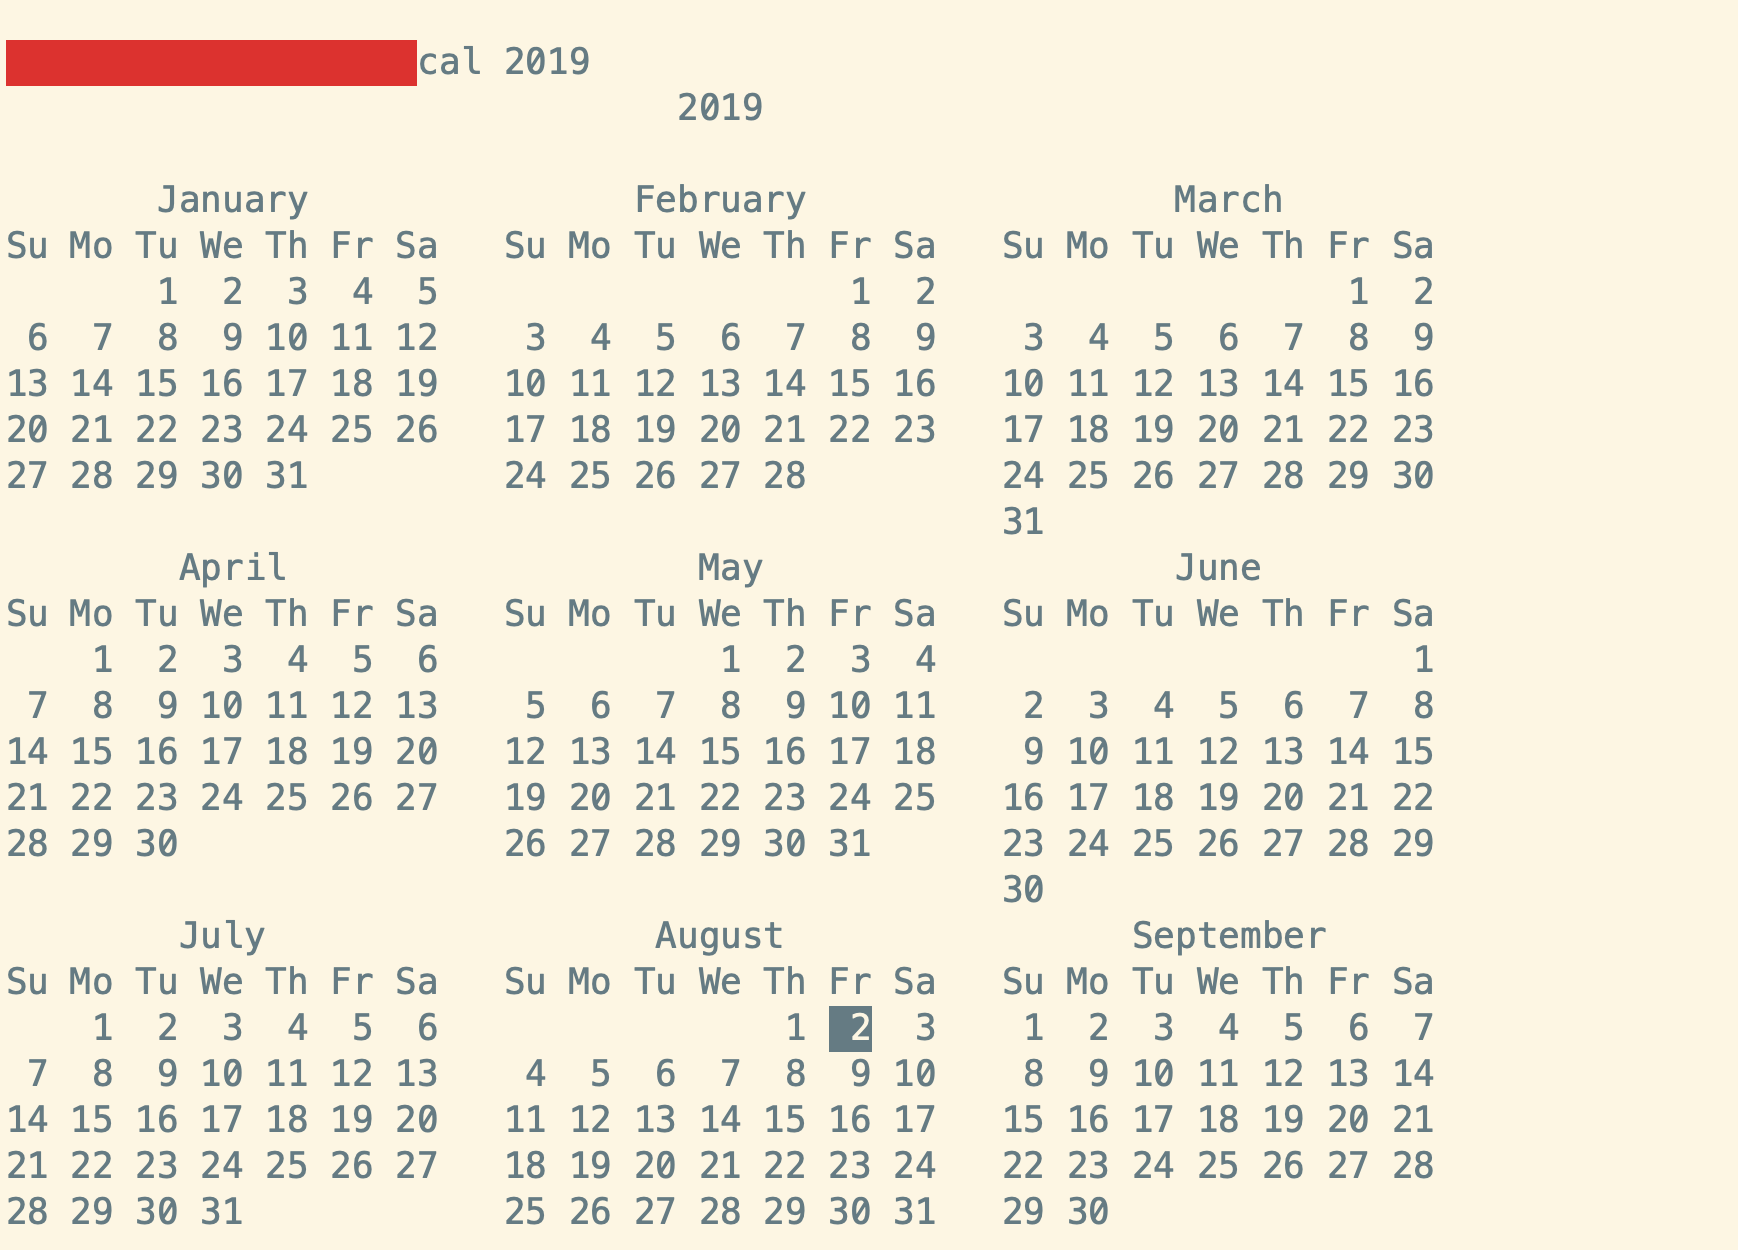 cal 2019
                               2019

       January                February                 March
Su Mo Tu We Th Fr Sa   Su Mo Tu We Th Fr Sa   Su Mo Tu We Th Fr Sa
       1  2  3  4  5                   1  2                   1  2
 6  7  8  9 10 11 12    3  4  5  6  7  8  9    3  4  5  6  7  8  9
13 14 15 16 17 18 19   10 11 12 13 14 15 16   10 11 12 13 14 15 16
20 21 22 23 24 25 26   17 18 19 20 21 22 23   17 18 19 20 21 22 23
27 28 29 30 31         24 25 26 27 28         24 25 26 27 28 29 30
                                              31
        April                   May                   June
Su Mo Tu We Th Fr Sa   Su Mo Tu We Th Fr Sa   Su Mo Tu We Th Fr Sa
    1  2  3  4  5  6             1  2  3  4                      1
 7  8  9 10 11 12 13    5  6  7  8  9 10 11    2  3  4  5  6  7  8
14 15 16 17 18 19 20   12 13 14 15 16 17 18    9 10 11 12 13 14 15
21 22 23 24 25 26 27   19 20 21 22 23 24 25   16 17 18 19 20 21 22
28 29 30               26 27 28 29 30 31      23 24 25 26 27 28 29
                                              30
        July                  August                September
Su Mo Tu We Th Fr Sa   Su Mo Tu We Th Fr Sa   Su Mo Tu We Th Fr Sa
    1  2  3  4  5  6                1  2  3    1  2  3  4  5  6  7
 7  8  9 10 11 12 13    4  5  6  7  8  9 10    8  9 10 11 12 13 14
14 15 16 17 18 19 20   11 12 13 14 15 16 17   15 16 17 18 19 20 21
21 22 23 24 25 26 27   18 19 20 21 22 23 24   22 23 24 25 26 27 28
28 29 30 31            25 26 27 28 29 30 31   29 30